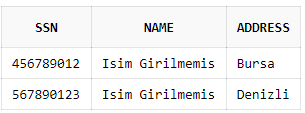 SSN NAME ADDRESS
456789012 Isim Girilmemis Bursa
567890123 Isim Girilmemis Denizli